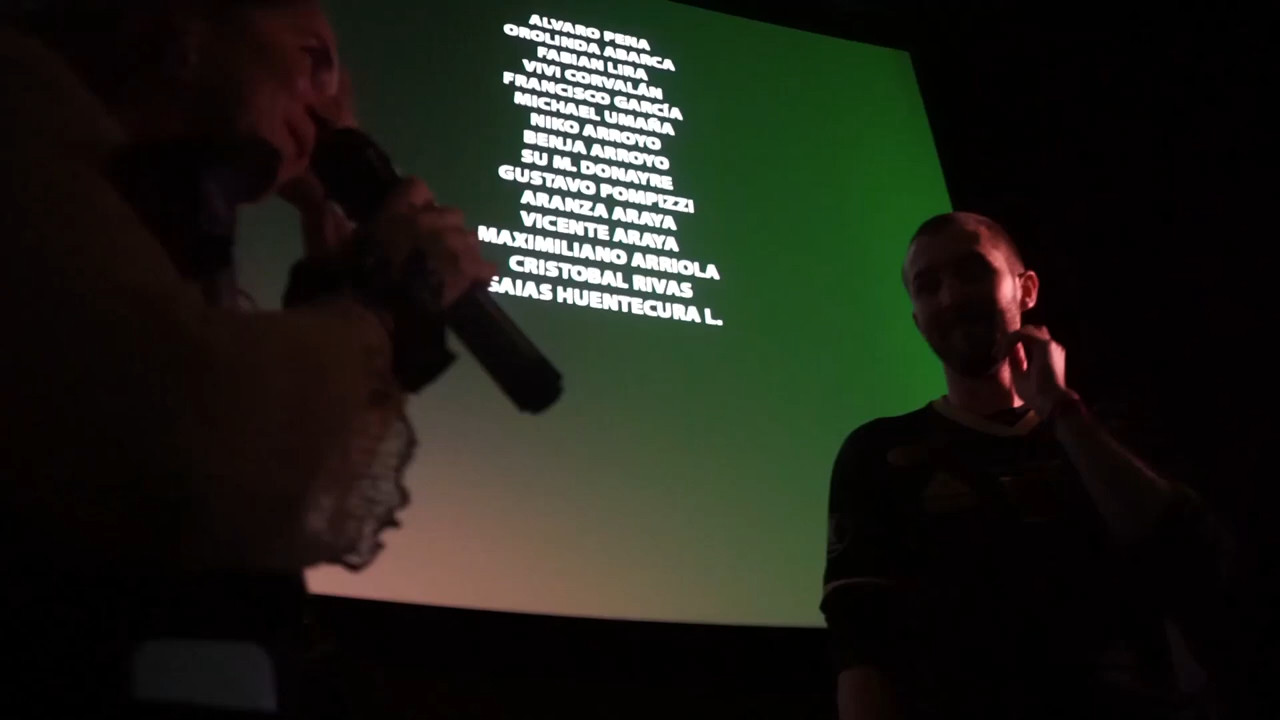 ALVARO PEÑA
OROLINDA ABARCA
FABIAN LIRA
VIVI CORVALÁN
FRANCISCO GARCÍA
MICHAEL UMAÑA
NIKO ARROYO
BENJA ARROYO
SU M. DONAYRE
GUSTAVO POMPIZZI
ARANZA ARAYA
VICENTE ARAYA
MAXIMILIANO ARRIOLA
CRISTOBAL RIVAS
SAIAS HUENTECURA L.